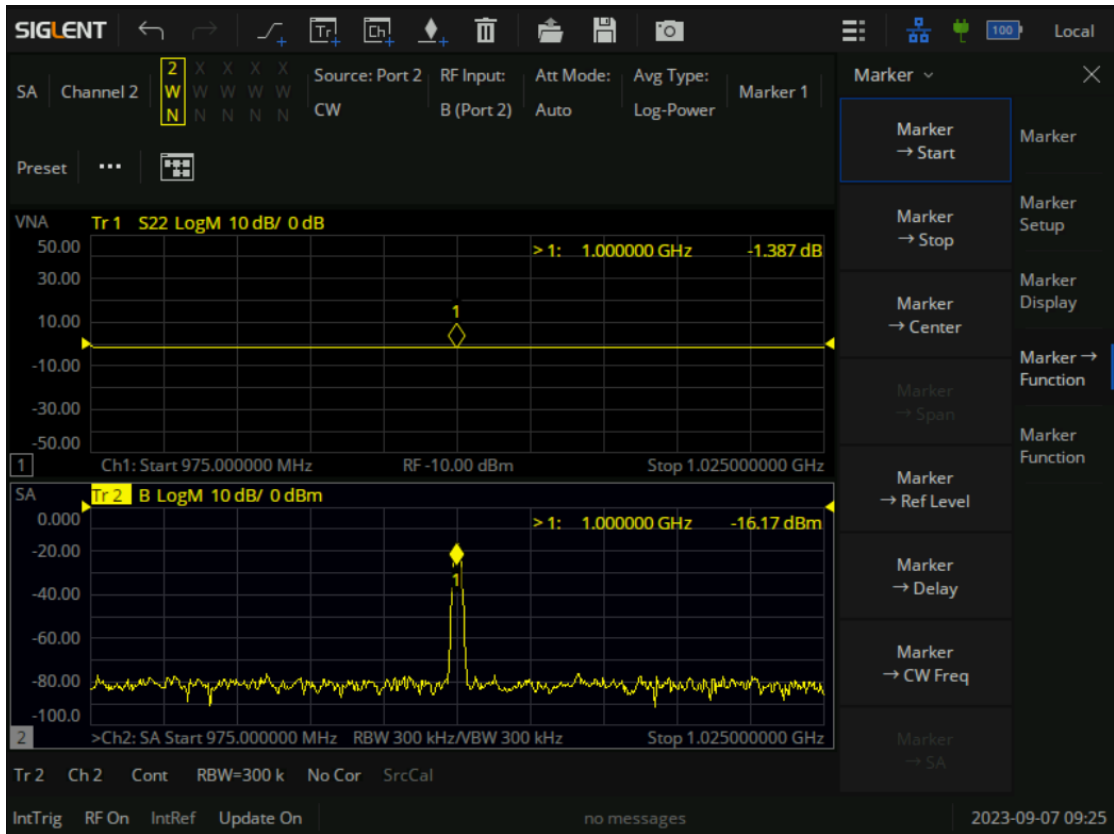 SIGLENT Tr Ch 100 Local
SA Channel 2 2 X X X X Source: Port 2 RF Input: Att Mode: Avg Type: Marker 1
W W W W W CW B (Port 2) Auto Log-Power
N N N N N
Preset ...
VNA Tr 1 S22 LogM 10 dB/ 0 dB
50.00 > 1: 1.000000 GHz -1.387 dB
30.00
1
10.00
-10.00
-30.00
-50.00
1 Ch1: Start 975.000000 MHz RF -10.00 dBm Stop 1.025000000 GHz
SA Tr 2 B LogM 10 dB/ 0 dBm
0.000 > 1: 1.000000 GHz -16.17 dBm
-20.00
1
-40.00
-60.00
-80.00
-100.0
2 >Ch2: SA Start 975.000000 MHz RBW 300 kHz/VBW 300 kHz Stop 1.025000000 GHz
Tr 2 Ch 2 Cont RBW=300 k No Cor SrcCal
IntTrig RF On IntRef Update On no messages 2023-09-07 09:25
Marker
Marker
→ Start
Marker
→ Stop
Marker
→ Center
Marker
→ Span
Marker
→ Ref Level
Marker
→ Delay
Marker
→ CW Freq
Marker
→ SA
Marker
Marker
Setup
Marker
Display
Marker →
Function
Marker
Function